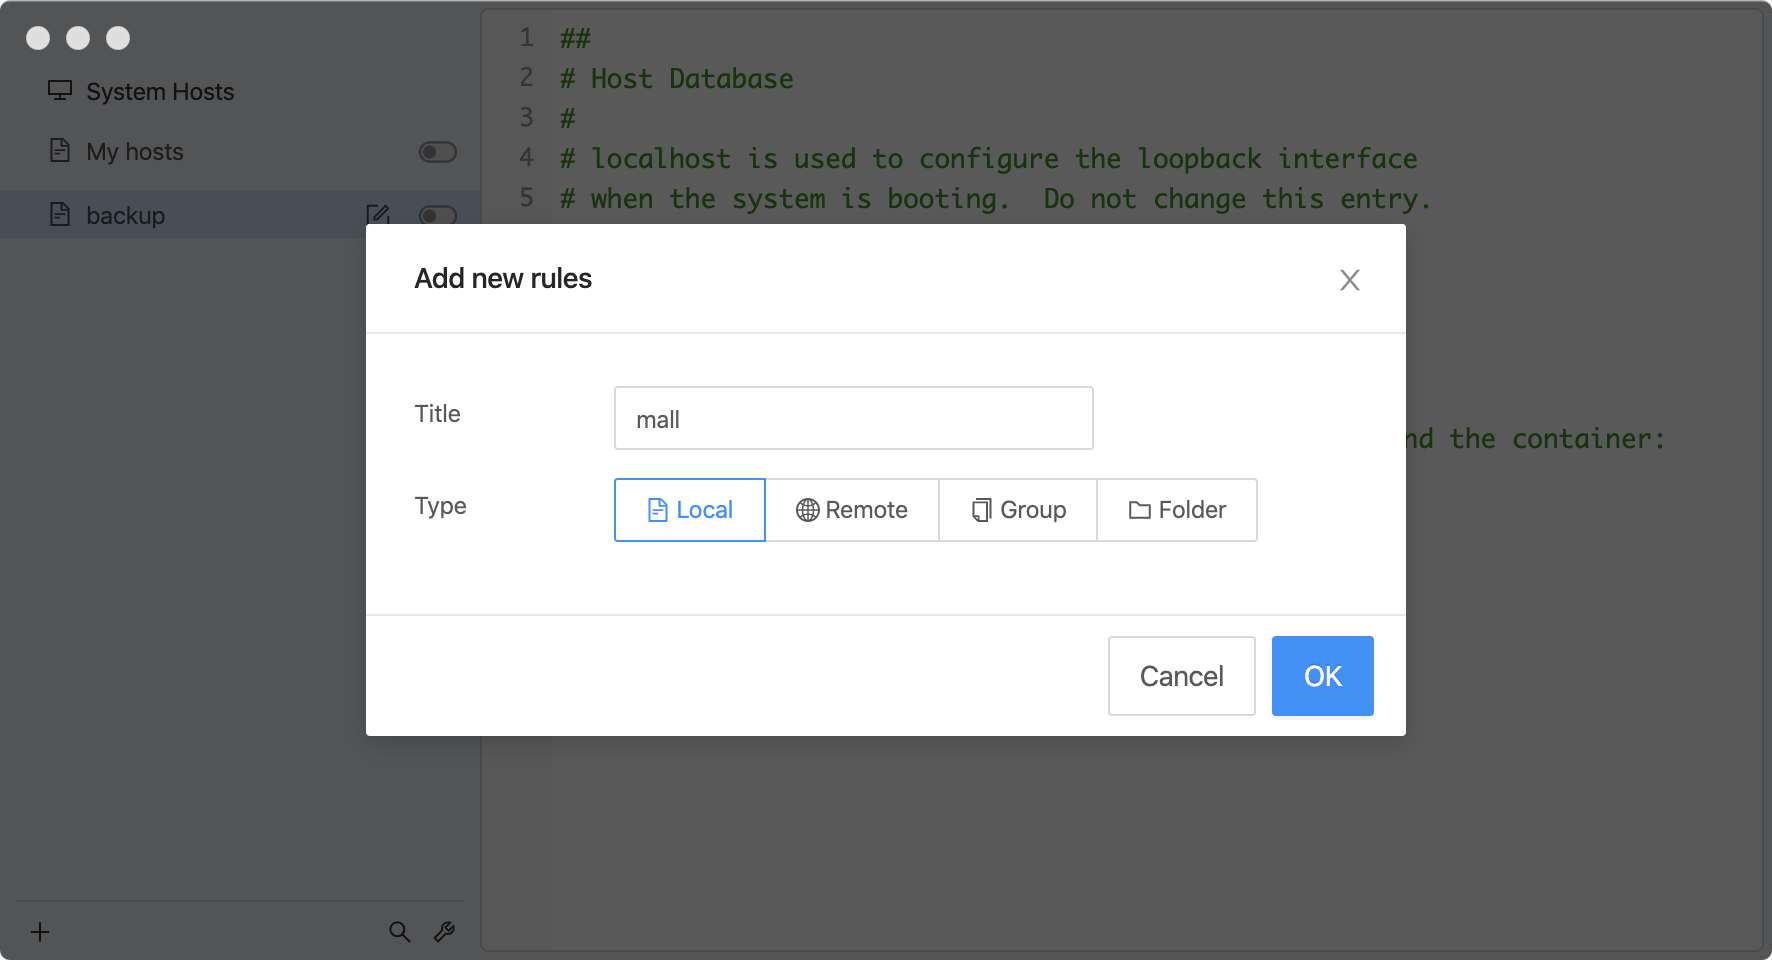 System Hosts
My hosts
backup
1 ##
2 # Host Database
3 #
4 # localhost is used to configure the loopback interface
5 # when the system is booting.  Do not change this entry.
the container:
Add new rules
Title
mall
Type
Local
Remote
Group
Folder
Cancel
OK